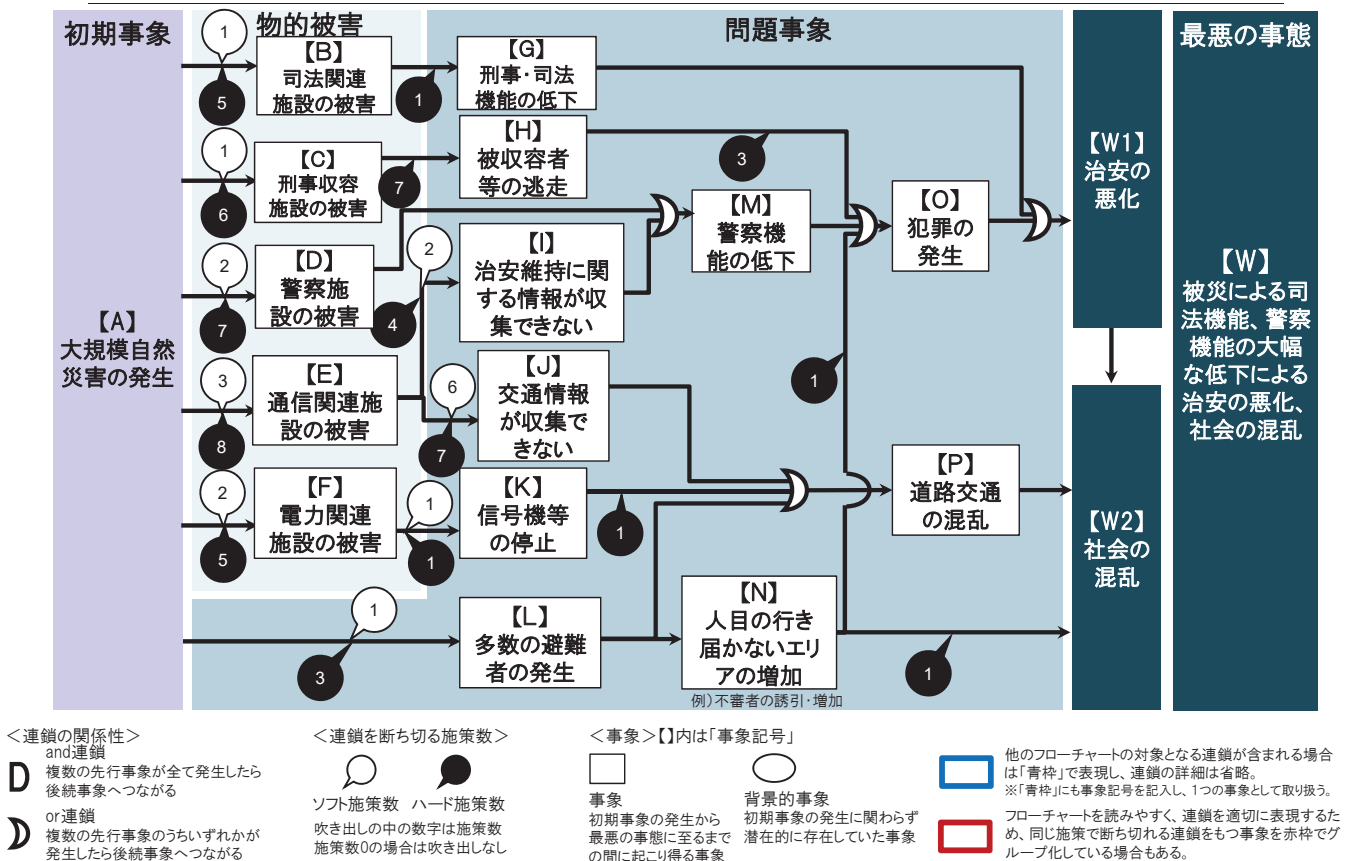 初期事象
物的被害
問題事象
最悪の事態
【A】
大規模自然
災害の発生
1
5
【B】
司法関連
施設の被害
1
【G】
刑事・司法
機能の低下
1
6
【C】
刑事収容
施設の被害
7
【H】
被収容者
等の逃走
3
2
7
【D】
警察施
設の被害
2
4
【I】
治安維持に関
する情報が収
集できない
【M】
警察機
能の低下
【O】
犯罪の
発生
3
8
【E】
通信関連施
設の被害
6
7
【J】
交通情報
が収集で
きない
1
2
5
【F】
電力関連
施設の被害
1
1
【K】
信号機等
の停止
1
【P】
道路交通
の混乱
1
3
【L】
多数の避難
者の発生
【N】
人目の行き
届かないエリ
アの増加
例)不審者の誘引・増加
1
【W1】
治安の
悪化
【W2】
社会の
混乱
【W】
被災による司
法機能、警察
機能の大幅
な低下による
治安の悪化、
社会の混乱
<連鎖の関係性>
and連鎖
複数の先行事象が全て発生したら
後続事象へつながる
or連鎖
複数の先行事象のうちいずれかが
発生したら後続事象へつながる
<連鎖を断ち切る施策数>
ソフト施策数 ハード施策数
吹き出しの中の数字は施策数
施策数0の場合は吹き出しなし
<事象>【】内は「事象記号」
事象
初期事象の発生から
最悪の事態に至るまで
の間に起こり得る事象
背景的事象
初期事象の発生に関わらず
潜在的に存在していた事象
他のフローチャートの対象となる連鎖が含まれる場合
は「青枠」で表現し、連鎖の詳細は省略。
※「青枠」にも事象記号を記入し、1つの事象として取り扱う。
フローチャートを読みやすく、連鎖を適切に表現するた
め、同じ施策で断ち切れる連鎖をもつ事象を赤枠でグ
ループ化している場合もある。